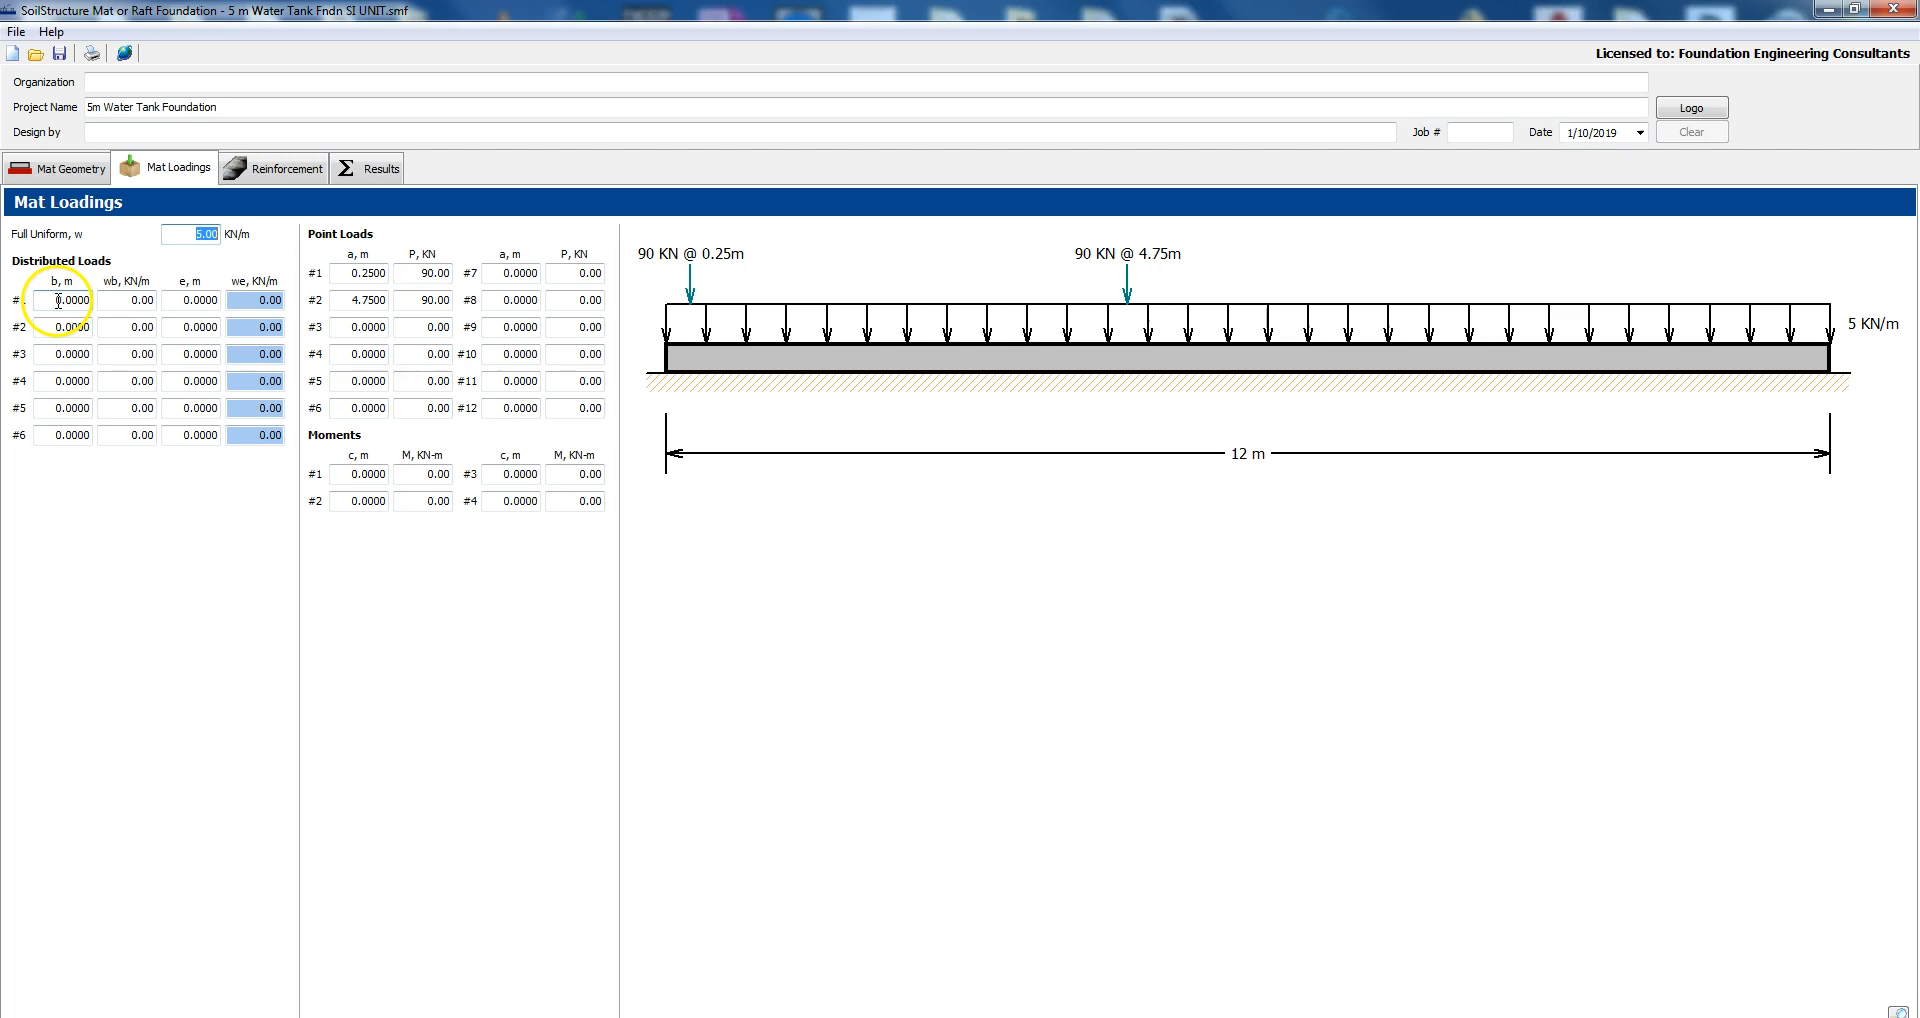 SoilStructure Mat or Raft Foundation - 5 m Water Tank Fndn SI UNIT.smf
File Help
Licensed to: Foundation Engineering Consultants
Organization
Project Name 5m Water Tank Foundation Logo
Design by Job # Date 1/10/2019 Clear
Mat Geometry Mat Loadings Reinforcement Σ Results
Mat Loadings
Full Uniform, w 5.00 KN/m
Distributed Loads
b, m wb, KN/m e, m we, KN/m
# 0.0000 0.00 0.0000 0.00
#2 0.0000 0.00 0.0000 0.00
#3 0.0000 0.00 0.0000 0.00
#4 0.0000 0.00 0.0000 0.00
#5 0.0000 0.00 0.0000 0.00
#6 0.0000 0.00 0.0000 0.00
Point Loads
a, m P, KN a, m P, KN
#1 0.2500 90.00 #7 0.0000 0.00
#2 4.7500 90.00 #8 0.0000 0.00
#3 0.0000 0.00 #9 0.0000 0.00
#4 0.0000 0.00 #10 0.0000 0.00
#5 0.0000 0.00 #11 0.0000 0.00
#6 0.0000 0.00 #12 0.0000 0.00
Moments
c, m M, KN-m c, m M, KN-m
#1 0.0000 0.00 #3 0.0000 0.00
#2 0.0000 0.00 #4 0.0000 0.00
90 KN @ 0.25m 90 KN @ 4.75m
5 KN/m
12 m